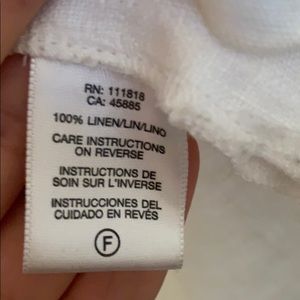 RN: 111818
CA: 45885
100% LINEN/LIN/LINO
CARE INSTRUCTIONS
ON REVERSE
INSTRUCTIONS DE
SOIN SUR L'INVERSE
INSTRUCCIONES DEL
CUIDADO EN REVÉS
F